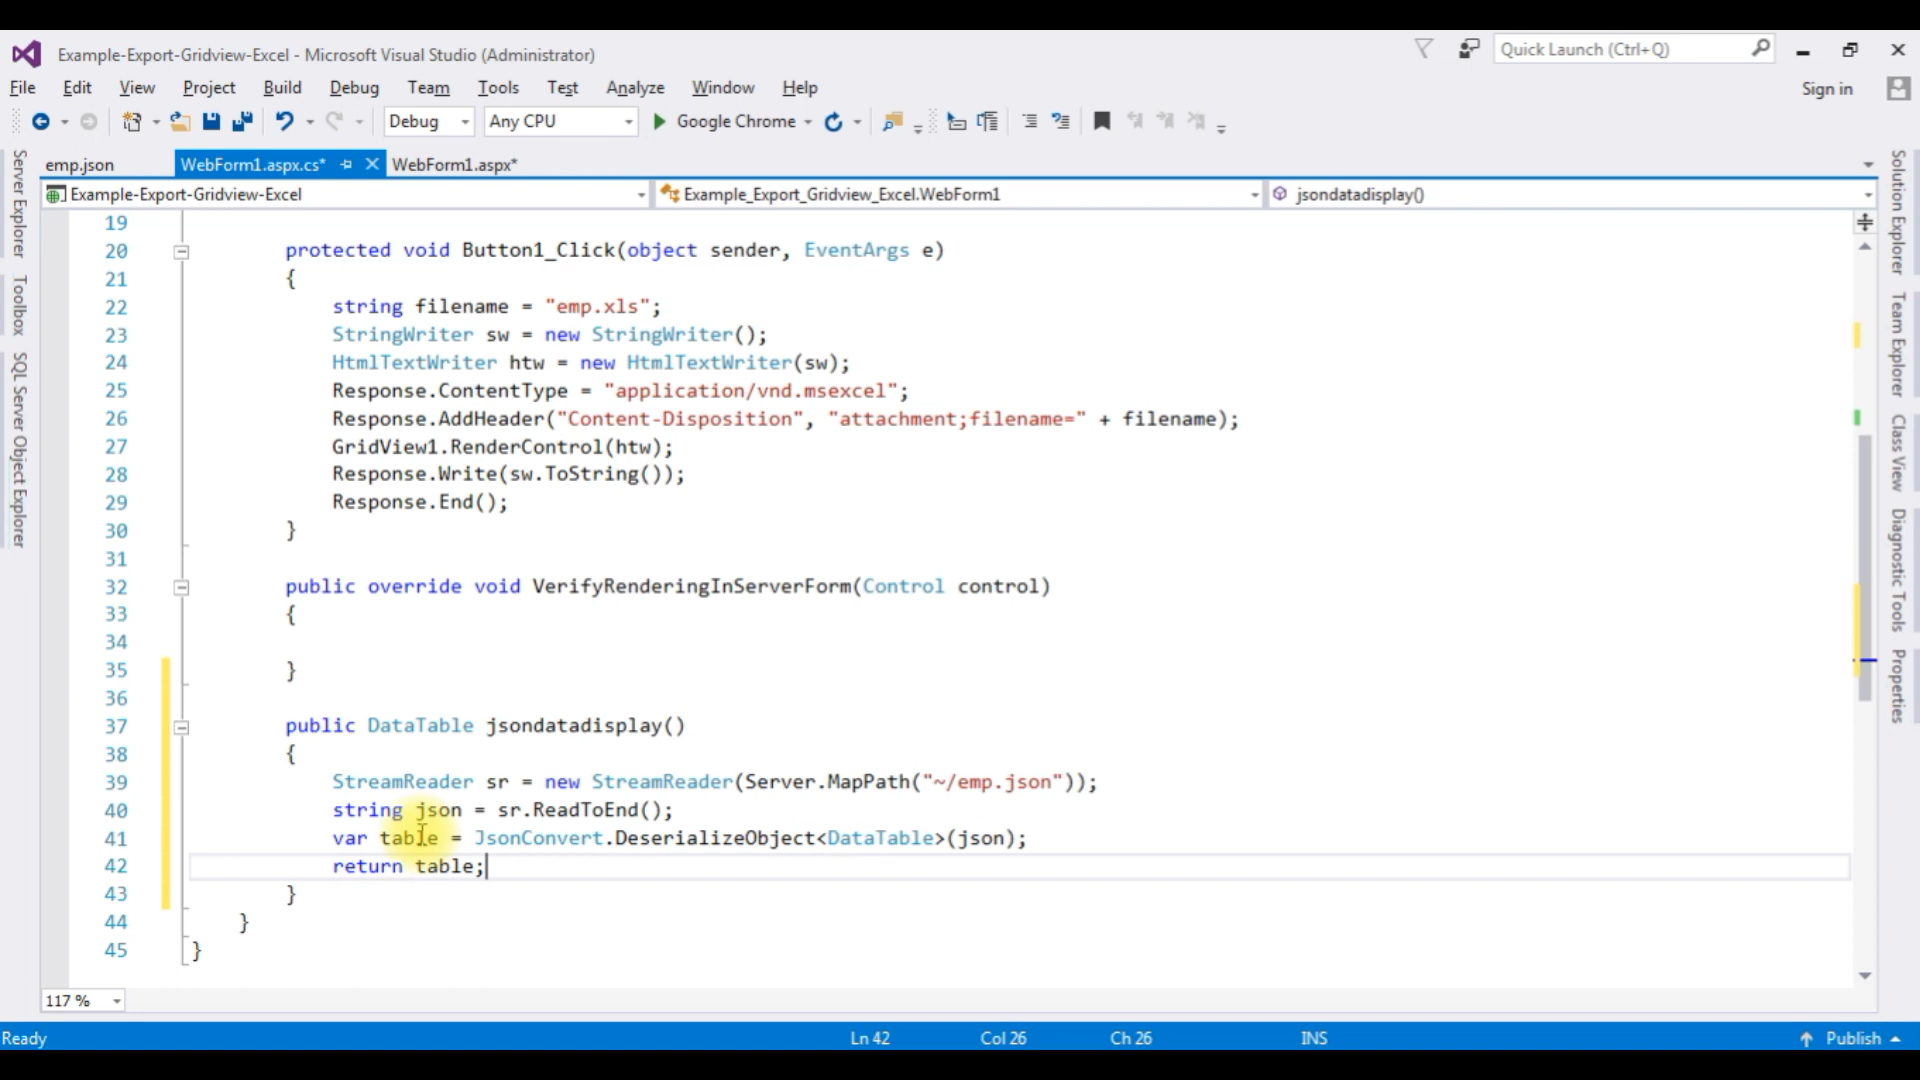 Example-Export-Gridview-Excel - Microsoft Visual Studio (Administrator)
Quick Launch (Ctrl+Q)
File Edit View Project Build Debug Team Tools Test Analyze Window Help
Sign in
Debug Any CPU Google Chrome
emp.json WebForm1.aspx.cs* WebForm1.aspx*
Example-Export-Gridview-Excel Example_Export_Gridview_Excel.WebForm1 jsondatadisplay()
Server Explorer
Toolbox
SQL Server Object Explorer
19
20 protected void Button1_Click(object sender, EventArgs e)
21 {
22 string filename = "emp.xls";
23 StringWriter sw = new StringWriter();
24 HtmlTextWriter htw = new HtmlTextWriter(sw);
25 Response.ContentType = "application/vnd.msexcel";
26 Response.AddHeader("Content-Disposition", "attachment;filename=" + filename);
27 GridView1.RenderControl(htw);
28 Response.Write(sw.ToString());
29 Response.End();
30 }
31
32 public override void VerifyRenderingInServerForm(Control control)
33 {
34
35 }
36
37 public DataTable jsondatadisplay()
38 {
39 StreamReader sr = new StreamReader(Server.MapPath("~/emp.json"));
40 string json = sr.ReadToEnd();
41 var table = JsonConvert.DeserializeObject<DataTable>(json);
42 return table;
43 }
44 }
45 }
Solution Explorer
Team Explorer
Class View
Diagnostic Tools
Properties
117 %
Ready Ln 42 Col 26 Ch 26 INS Publish